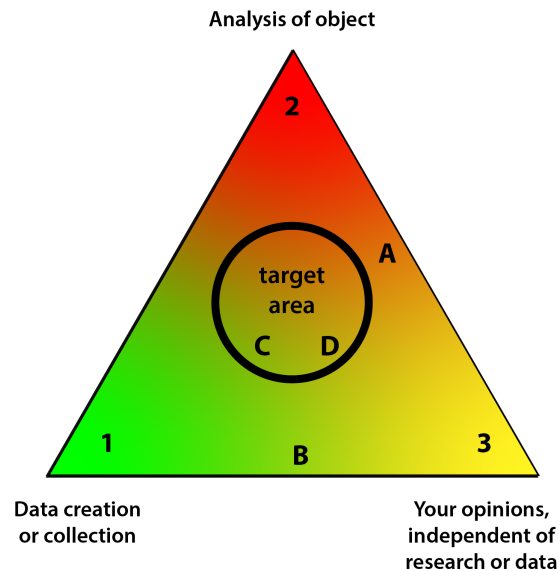 Analysis of object
2
A
target
area
C D
1
B
3
Data creation
or collection
Your opinions,
independent of
research or data